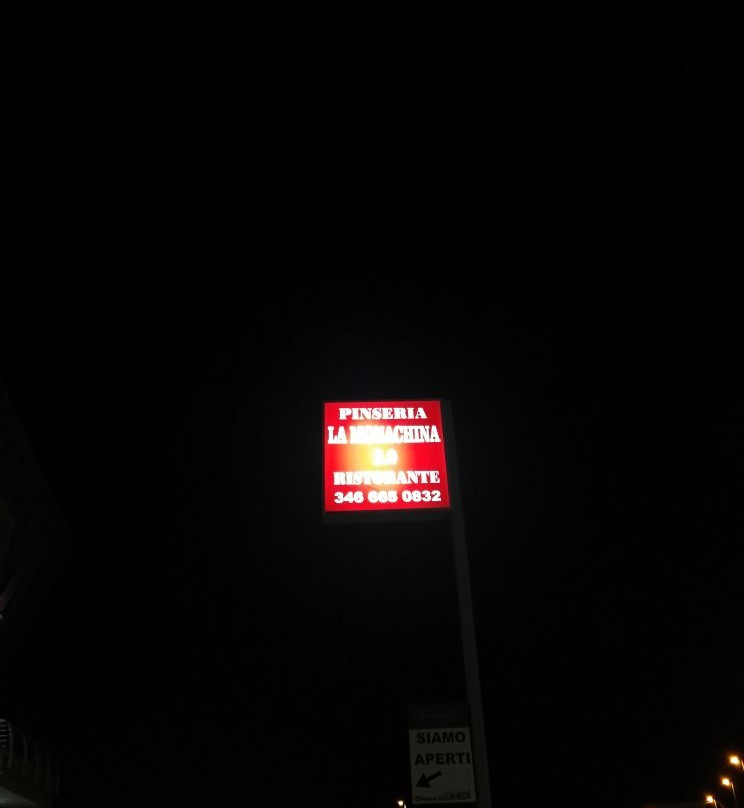 PINSERIA
LA MONACHINA
2.0
RISTORANTE
346 665 0832
SIAMO
APERTI